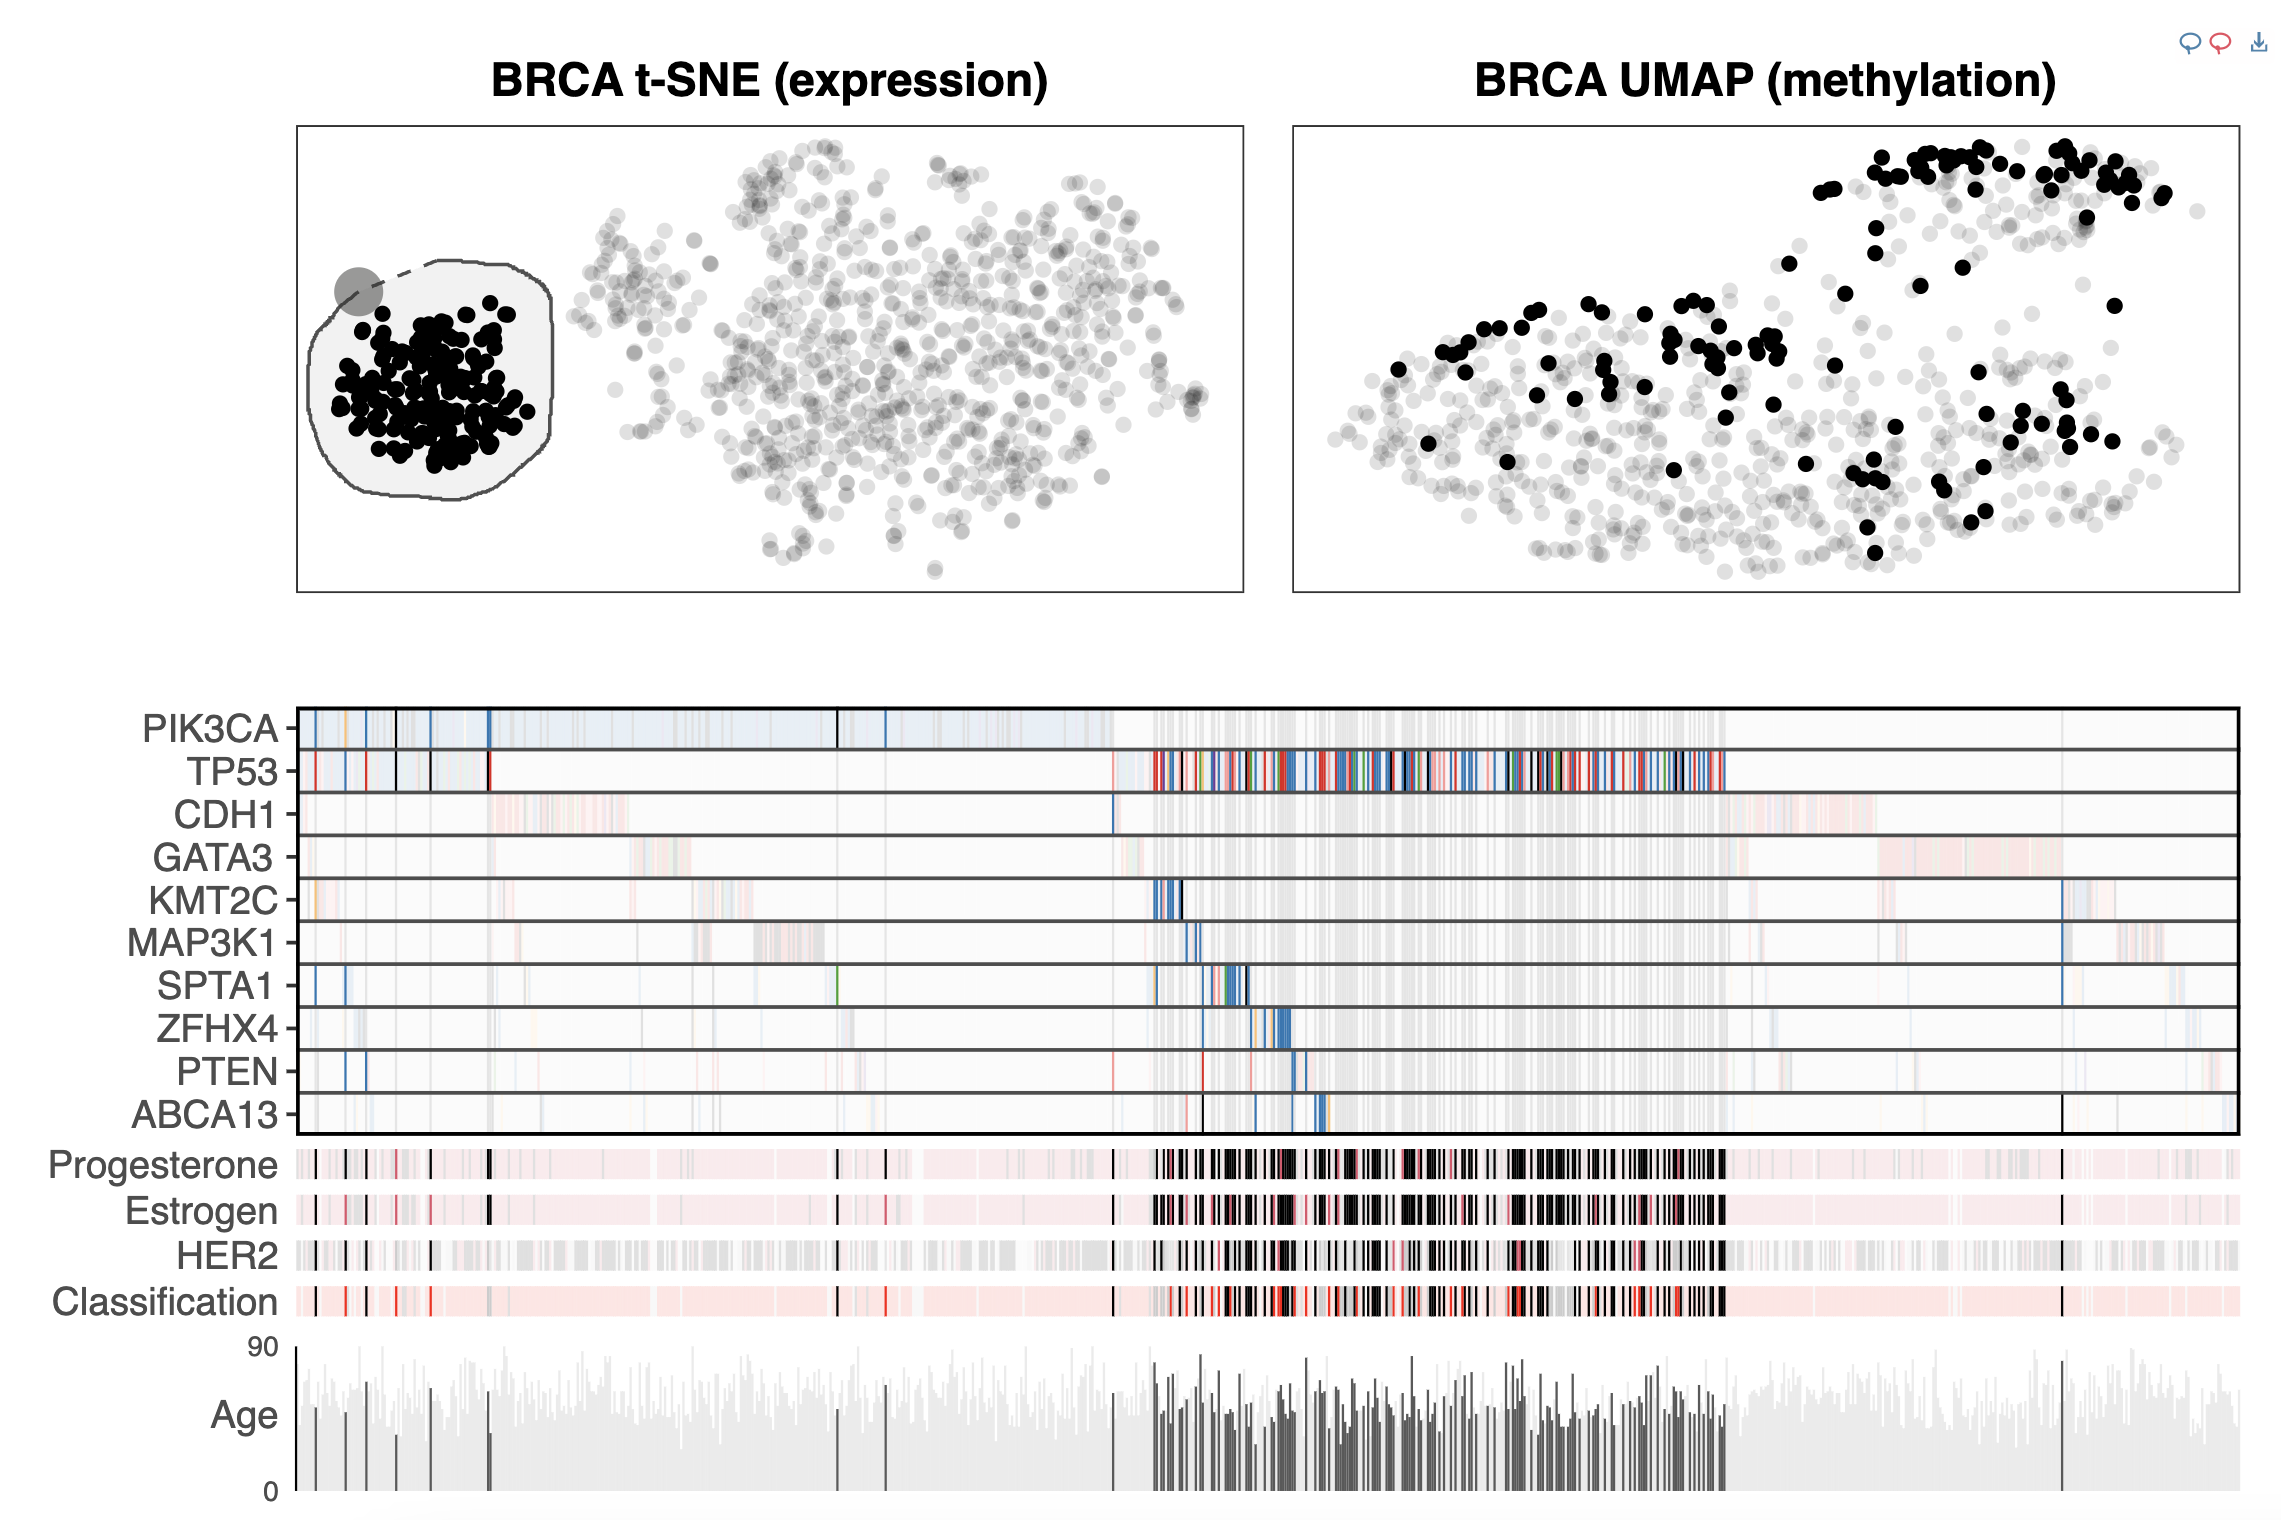 BRCA t-SNE (expression)
BRCA UMAP (methylation)
PIK3CA
TP53
CDH1
GATA3
KMT2C
MAP3K1
SPTA1
ZFHX4
PTEN
ABCA13
Progesterone
Estrogen
HER2
Classification
90
Age
0